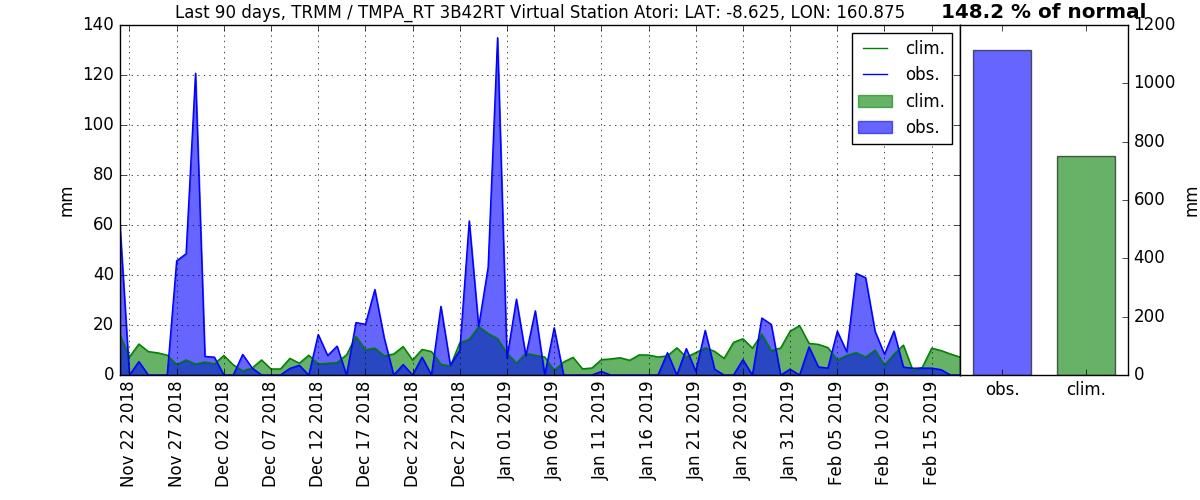 Last 90 days, TRMM / TMPA_RT 3B42RT Virtual Station Atori: LAT: -8.625, LON: 160.875
148.2 % of normal
140
120
100
80
60
40
20
0
mm
clim.
obs.
clim.
obs.
Nov 22 2018
Nov 27 2018
Dec 02 2018
Dec 07 2018
Dec 12 2018
Dec 17 2018
Dec 22 2018
Dec 27 2018
Jan 01 2019
Jan 06 2019
Jan 11 2019
Jan 16 2019
Jan 21 2019
Jan 26 2019
Jan 31 2019
Feb 05 2019
Feb 10 2019
Feb 15 2019
1200
1000
800
600
400
200
0
mm
obs.
clim.